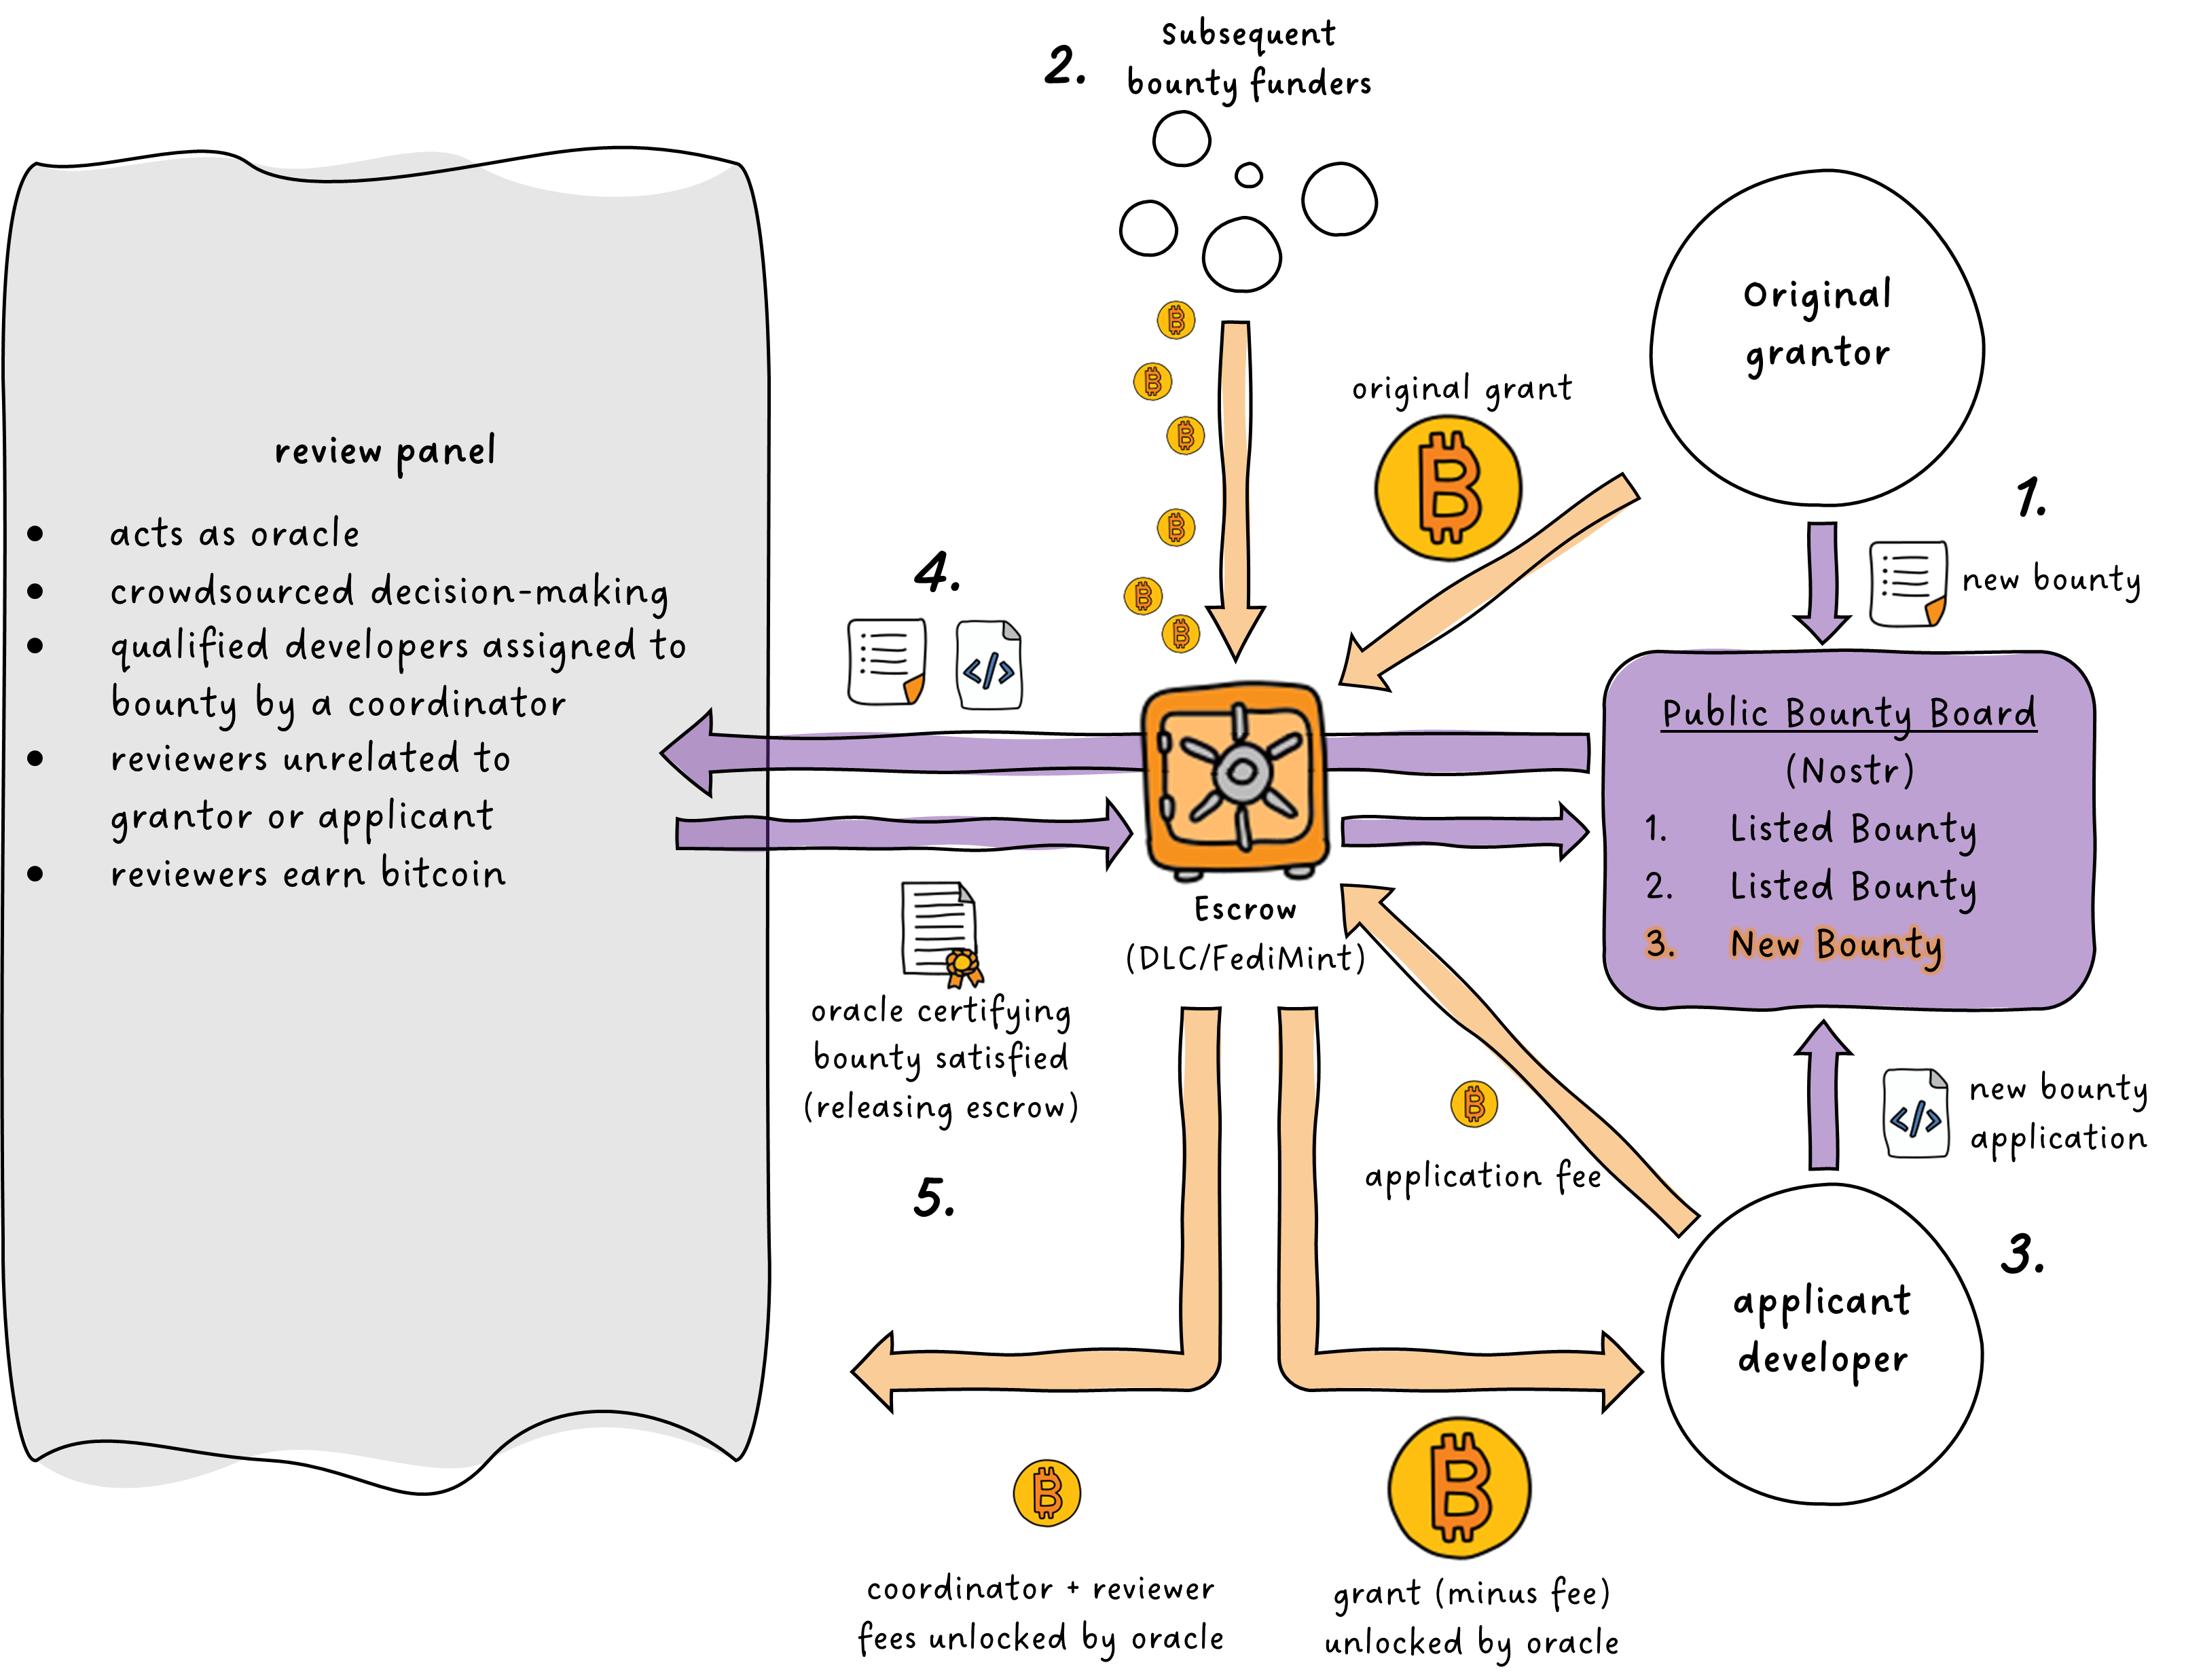 2.
Subsequent
bounty funders
Original
grantor
original grant
1.
new bounty
review panel
• acts as oracle
• crowdsourced decision-making
• qualified developers assigned to
bounty by a coordinator
• reviewers unrelated to
grantor or applicant
• reviewers earn bitcoin
4.
</>
Public Bounty Board
(Nostr)
1. Listed Bounty
2. Listed Bounty
3. New Bounty
Escrow
(DLC/FediMint)
oracle certifying
bounty satisfied
(releasing escrow)
5.
application fee
</>
new bounty
application
3.
applicant
developer
coordinator + reviewer
fees unlocked by oracle
grant (minus fee)
unlocked by oracle